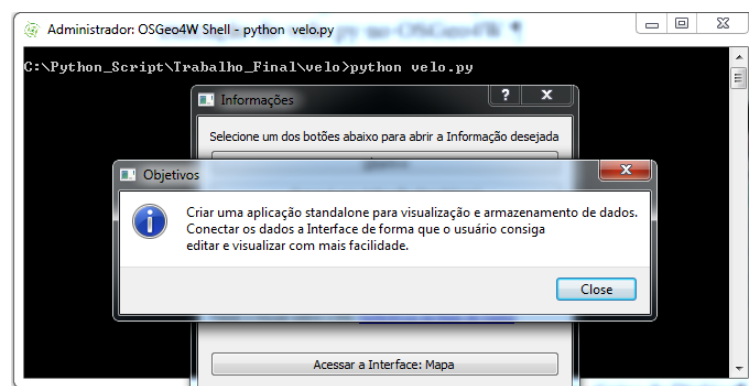 Administrador: OSGeo4W Shell - python velo.py
C:\Python_Script\Trabalho_Final\velo>python velo.py
Informações
Selecione um dos botões abaixo para abrir a Informação desejada
Objetivos
Criar uma aplicação standalone para visualização e armazenamento de dados.
Conectar os dados a Interface de forma que o usuário consiga
editar e visualizar com mais facilidade.
Close
Acessar a Interface: Mapa